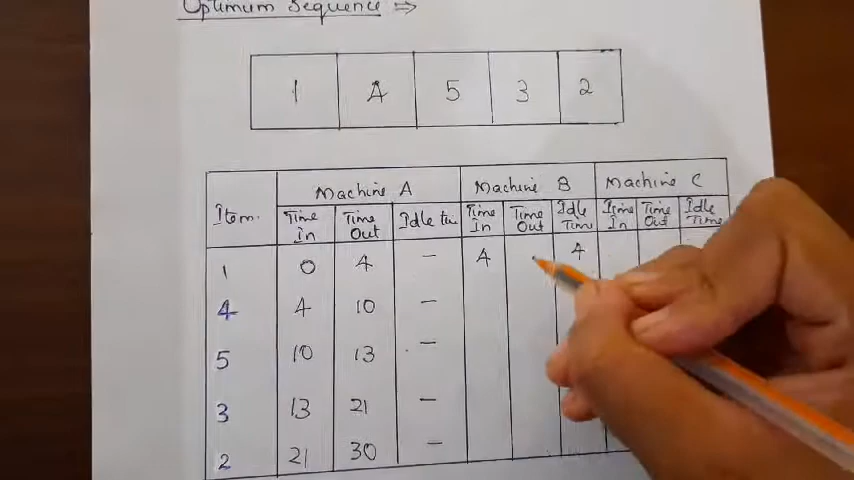 Optimum Sequence ⇒
1 4 5 3 2
Item. Machine A Machine B Machine C
Time In Time Out Idle tim Time In Time Out Idle Time Time In Time Out Idle Time
1 0 4 - 4 4
4 4 10 -
5 10 13 -
3 13 21 -
2 21 30 -